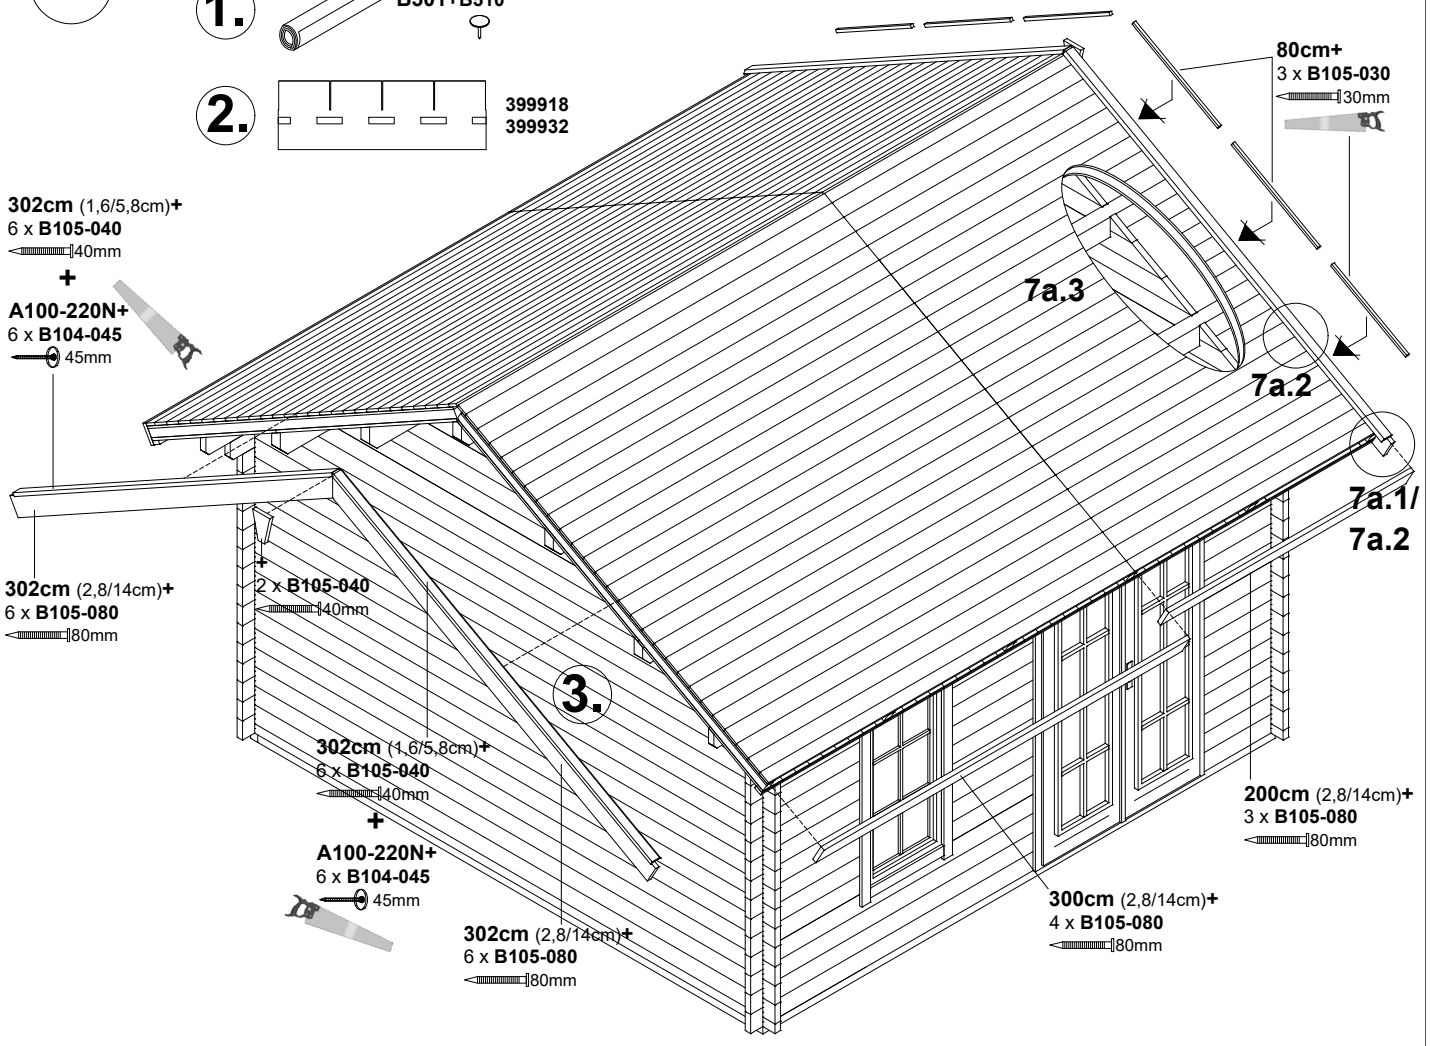 1.
B501+B510
2.
399918
399932
80cm+
3 x B105-030
30mm
302cm (1,6/5,8cm)+
6 x B105-040
40mm
+
A100-220N+
6 x B104-045
45mm
7a.3
7a.2
7a.1/
7a.2
302cm (2,8/14cm)+
6 x B105-080
80mm
+
2 x B105-040
40mm
3.
302cm (1,6/5,8cm)+
6 x B105-040
40mm
+
A100-220N+
6 x B104-045
45mm
302cm (2,8/14cm)+
6 x B105-080
80mm
200cm (2,8/14cm)+
3 x B105-080
80mm
300cm (2,8/14cm)+
4 x B105-080
80mm